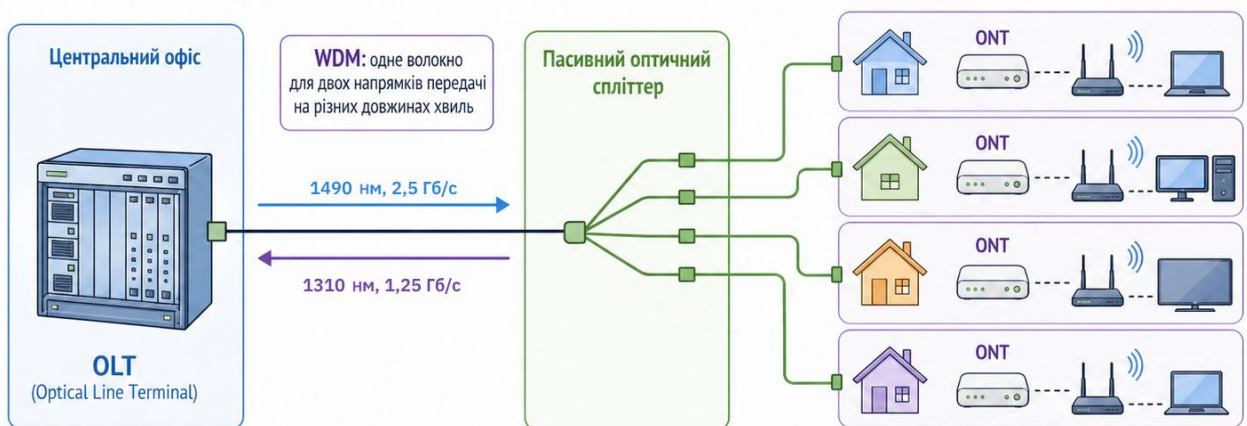 Центральний офіс
OLT
(Optical Line Terminal)
WDM: одне волокно
для двох напрямків передачі
на різних довжинах хвиль
1490 нм, 2,5 Гб/с
1310 нм, 1,25 Гб/с
Пасивний оптичний
спліттер
ONT
ONT
ONT
ONT